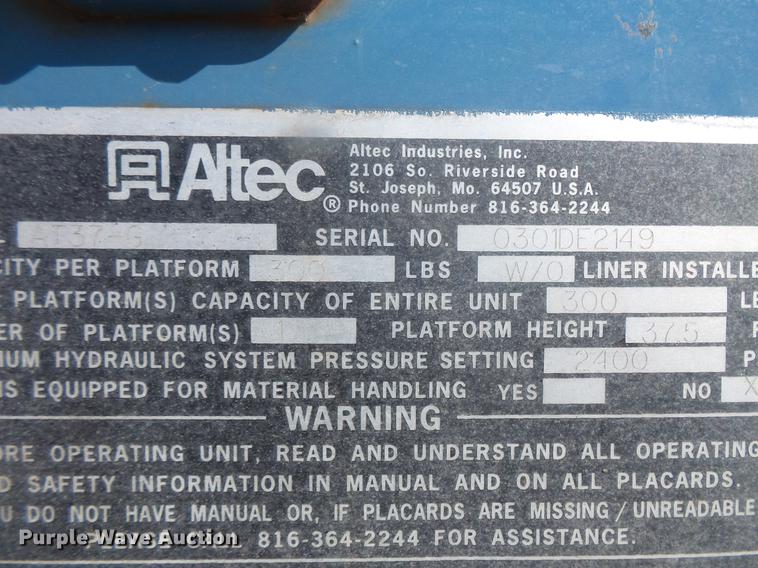 Altec
Altec Industries, Inc.
2106 So. Riverside Road
St. Joseph, Mo. 64507 U.S.A.
® Phone Number 816-364-2244
L T37-G SERIAL NO. 0301DE2149
CITY PER PLATFORM 300 LBS W/O LINER INSTALLE
PLATFORM(S) CAPACITY OF ENTIRE UNIT 300 L
ER OF PLATFORM(S) 1 PLATFORM HEIGHT 37.5 F
UM HYDRAULIC SYSTEM PRESSURE SETTING 2400 P
IS EQUIPPED FOR MATERIAL HANDLING YES NO X
WARNING
ORE OPERATING UNIT, READ AND UNDERSTAND ALL OPERATING
D SAFETY INFORMATION IN MANUAL AND ON ALL PLACARDS.
U DO NOT HAVE MANUAL OR, IF PLACARDS ARE MISSING/UNREADABLE
PLEASE CALL 816-364-2244 FOR ASSISTANCE.
Purple Wave Auction